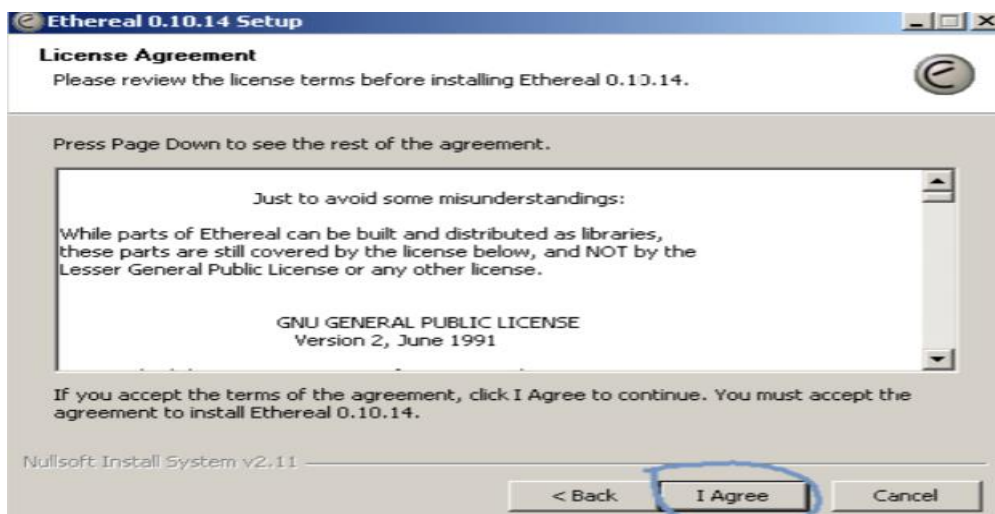 Ethereal 0.10.14 Setup
License Agreement
Please review the license terms before installing Ethereal 0.10.14.
Press Page Down to see the rest of the agreement.
Just to avoid some misunderstandings:
While parts of Ethereal can be built and distributed as libraries,
these parts are still covered by the license below, and NOT by the
Lesser General Public License or any other license.
GNU GENERAL PUBLIC LICENSE
Version 2, June 1991
If you accept the terms of the agreement, click I Agree to continue. You must accept the
agreement to install Ethereal 0.10.14.
Nullsoft Install System v2.11
< Back I Agree Cancel